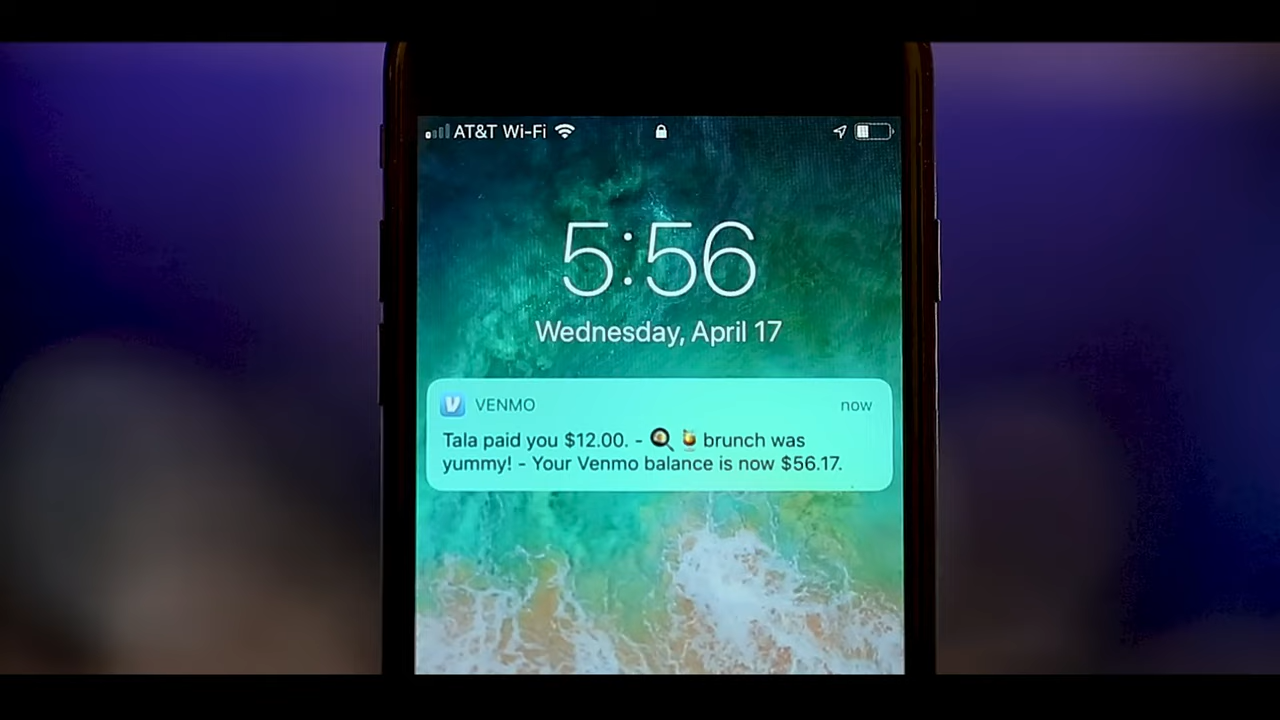 AT&T Wi-Fi
5:56
Wednesday, April 17
V VENMO now
Tala paid you $12.00. - 🍳 🍹 brunch was
yummy! - Your Venmo balance is now $56.17.